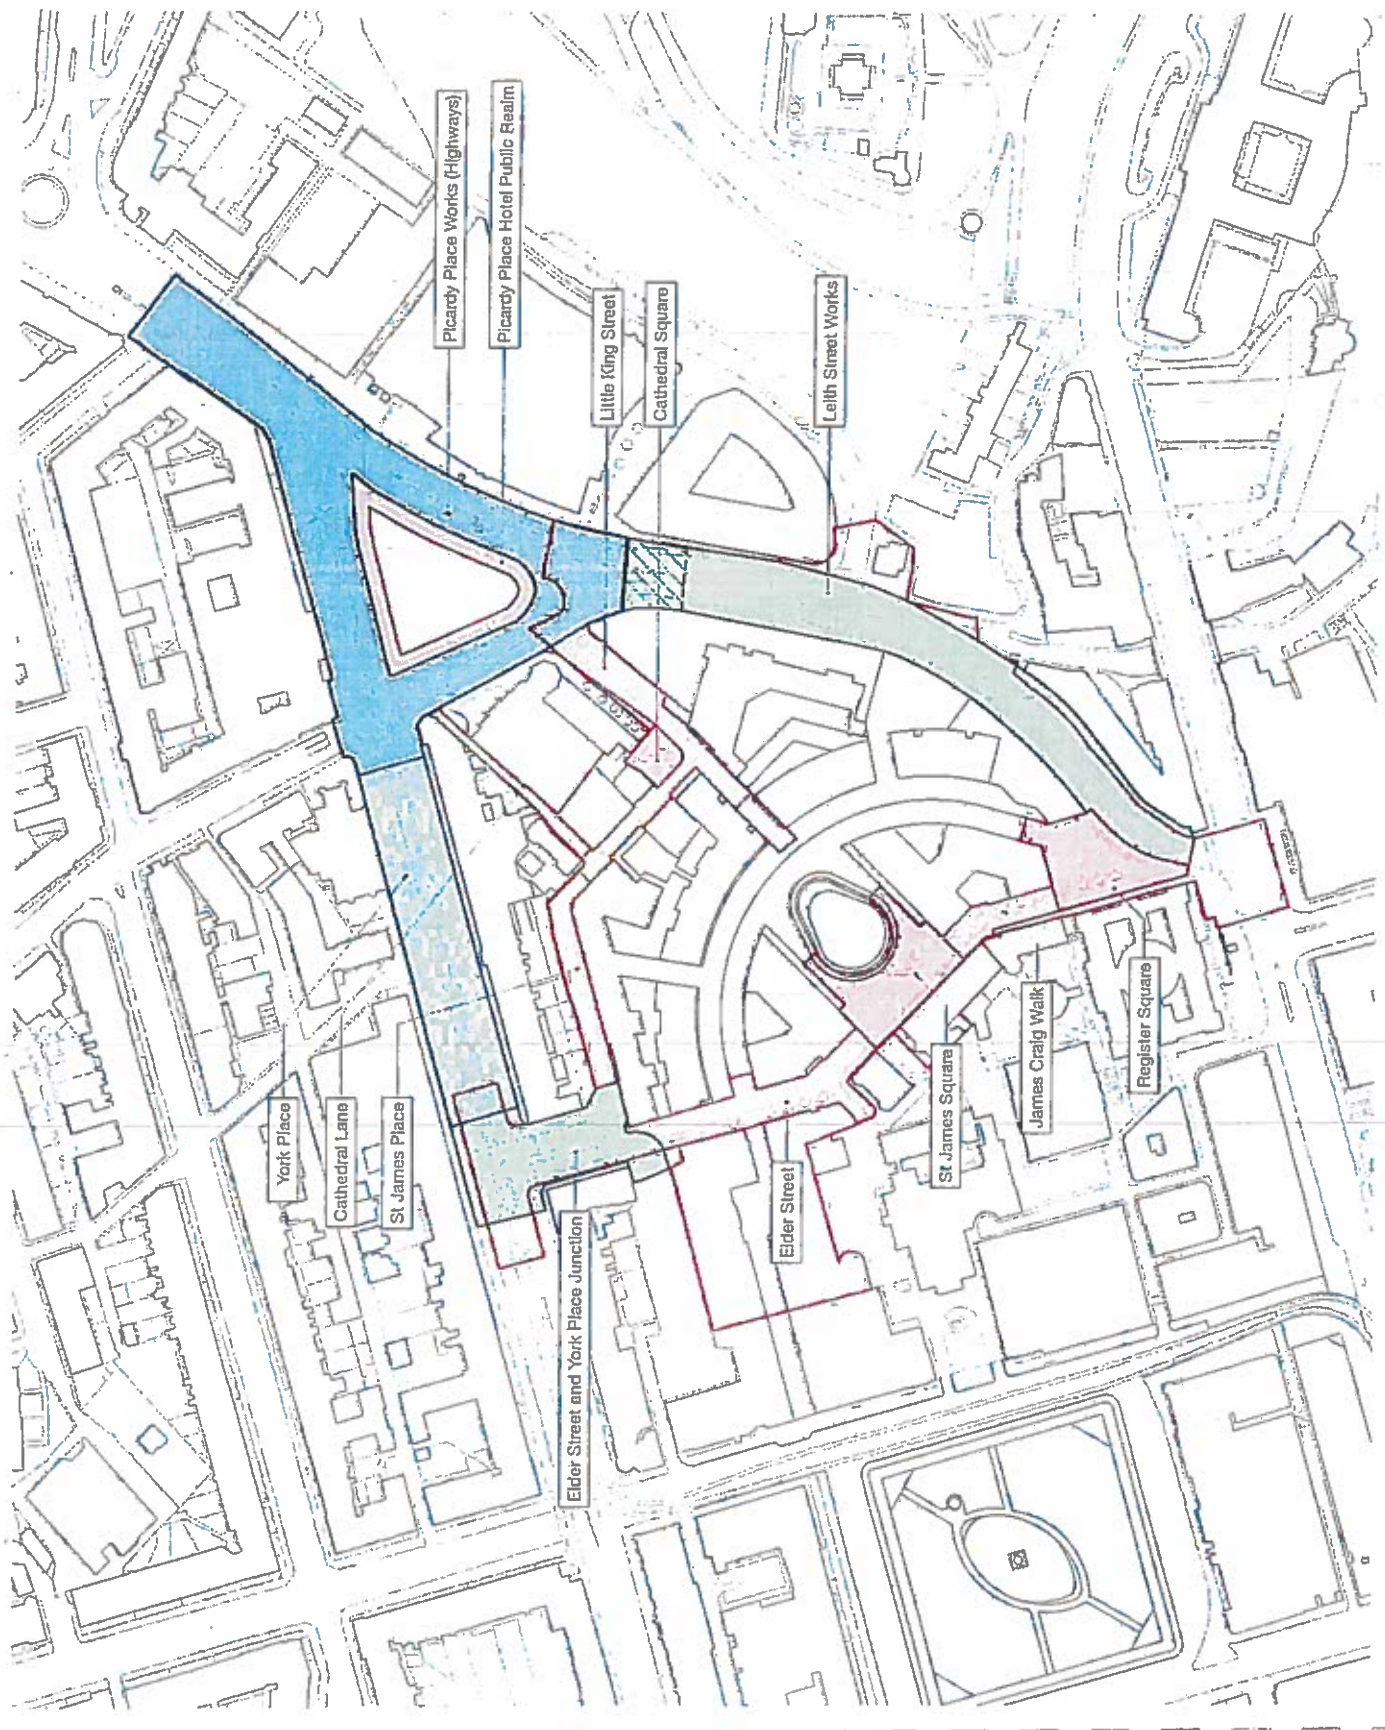 Picardy Place Works (Highways)
Picardy Place Hotel Public Realm
Little King Street
Cathedral Square
Leith Street Works
York Place
Cathedral Lane
St James Place
Elder Street and York Place Junction
Elder Street
St James Square
James Craig Walk
Register Square